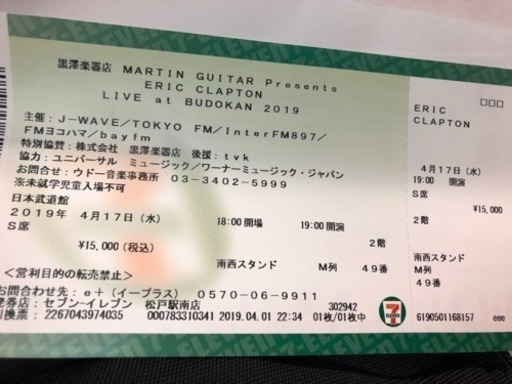 7-ELEVEN
黒澤楽器店 MARTIN GUITAR Presents
ERIC CLAPTON
LIVE at BUDOKAN 2019
主催：J-WAVE／TOKYO FM／InterFM897／
FMヨコハマ／bayfm
特別協賛：株式会社 黒澤楽器店 後援：tvk
協力：ユニバーサル ミュージック／ワーナーミュージック・ジャパン
お問合せ：ウドー音楽事務所 03-3402-5999
※未就学児童入場不可
日本武道館
2019年 4月17日（水） 18:00開場 19:00開演
S席 2階
¥15,000（税込） 南西スタンド M列 49番
＜営利目的の転売禁止＞
お問合わせ先：e+（イープラス） 0570-06-9911
発券店：セブン-イレブン 松戸駅南店 302942
引換票：2267043974035 000783310341 2019.04.01 22:34 01枚/01枚中
7
ELEVEN
□□□
ERIC
CLAPTON
4月17日（水）
19:00 開演
S席
¥15,000
2階
南西スタンド
M列
49番
6190501168157